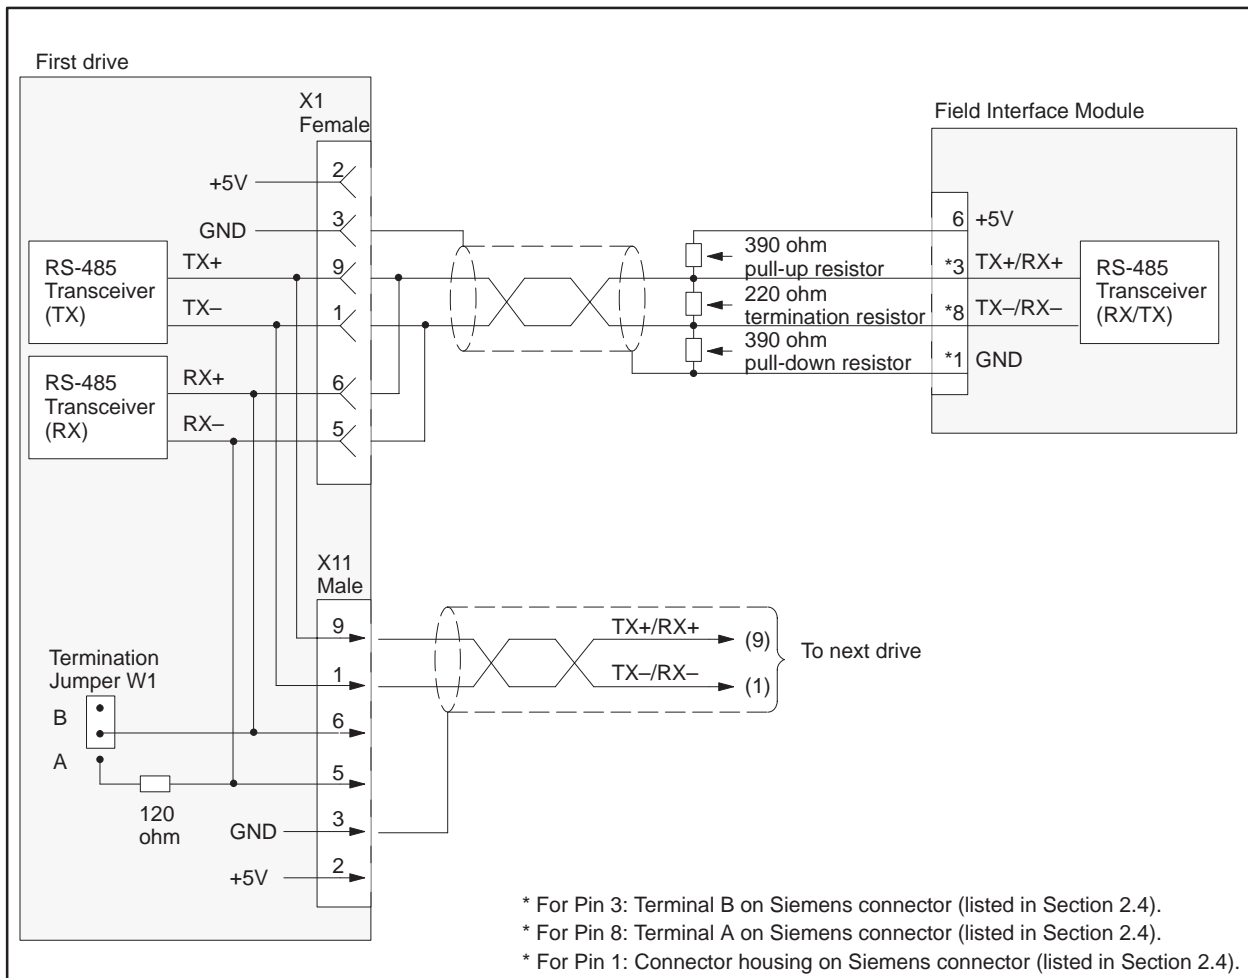 First drive
X1
Female
2
+5V
3
GND
RS-485
Transceiver
(TX)
TX+
9
TX–
1
RS-485
Transceiver
(RX)
RX+
6
RX–
5
Field Interface Module
6 +5V
390 ohm
pull-up resistor
*3 TX+/RX+
220 ohm
termination resistor
*8 TX–/RX–
390 ohm
pull-down resistor
*1 GND
RS-485
Transceiver
(RX/TX)
X11
Male
9
TX+/RX+
(9)
Termination
Jumper W1
1
TX–/RX–
(1)
To next drive
B
6
A
5
120
ohm
GND
3
+5V
2
* For Pin 3: Terminal B on Siemens connector (listed in Section 2.4).
* For Pin 8: Terminal A on Siemens connector (listed in Section 2.4).
* For Pin 1: Connector housing on Siemens connector (listed in Section 2.4).